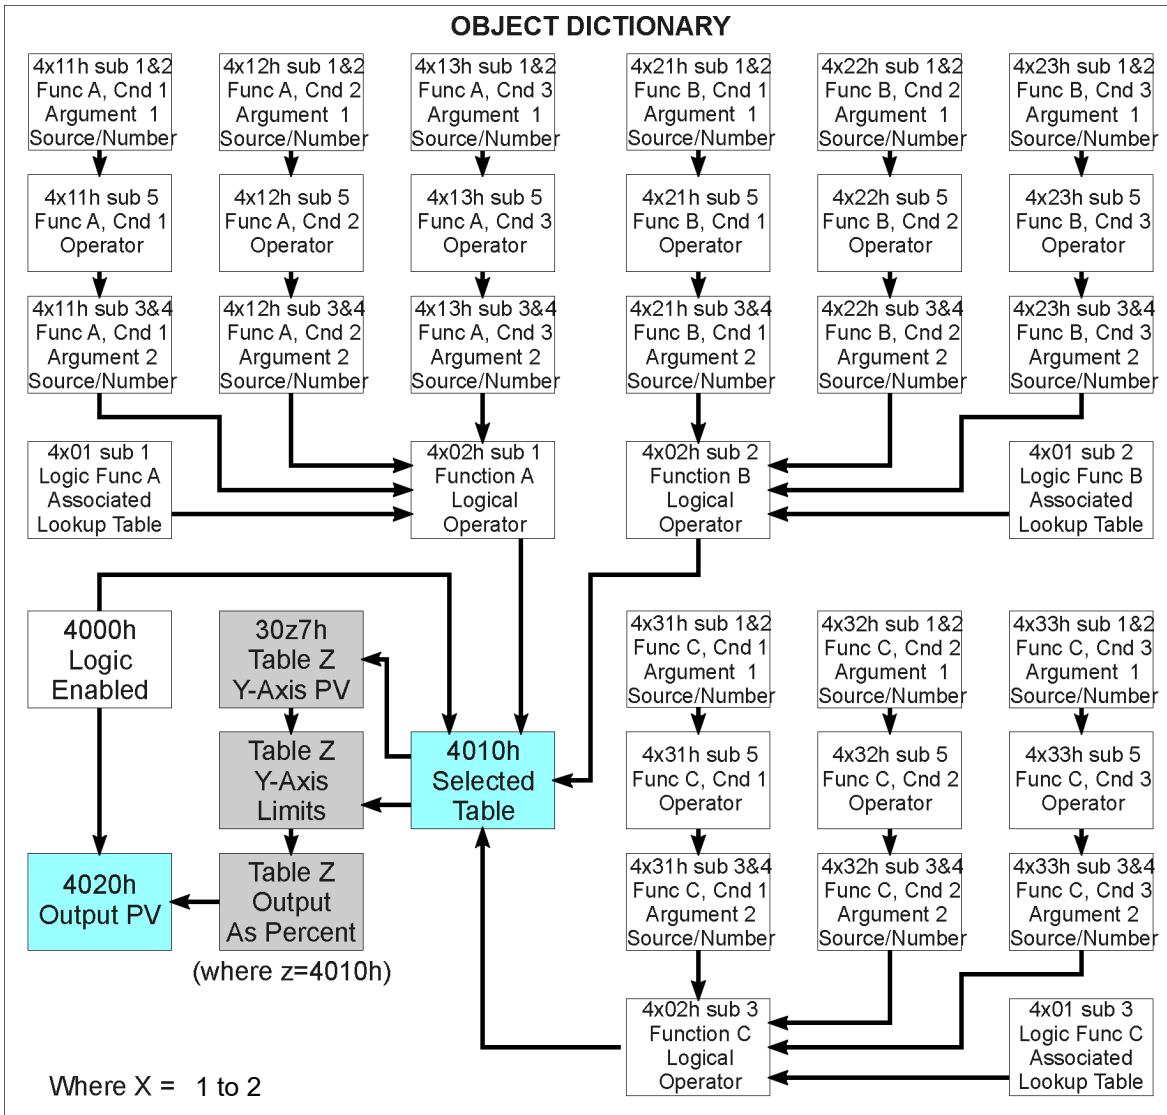 OBJECT DICTIONARY
4x11h sub 1&2
Func A, Cnd 1
Argument 1
Source/Number
4x12h sub 1&2
Func A, Cnd 2
Argument 1
Source/Number
4x13h sub 1&2
Func A, Cnd 3
Argument 1
Source/Number
4x21h sub 1&2
Func B, Cnd 1
Argument 1
Source/Number
4x22h sub 1&2
Func B, Cnd 2
Argument 1
Source/Number
4x23h sub 1&2
Func B, Cnd 3
Argument 1
Source/Number
4x11h sub 5
Func A, Cnd 1
Operator
4x12h sub 5
Func A, Cnd 2
Operator
4x13h sub 5
Func A, Cnd 3
Operator
4x21h sub 5
Func B, Cnd 1
Operator
4x22h sub 5
Func B, Cnd 2
Operator
4x23h sub 5
Func B, Cnd 3
Operator
4x11h sub 3&4
Func A, Cnd 1
Argument 2
Source/Number
4x12h sub 3&4
Func A, Cnd 2
Argument 2
Source/Number
4x13h sub 3&4
Func A, Cnd 3
Argument 2
Source/Number
4x21h sub 3&4
Func B, Cnd 1
Argument 2
Source/Number
4x22h sub 3&4
Func B, Cnd 2
Argument 2
Source/Number
4x23h sub 3&4
Func B, Cnd 3
Argument 2
Source/Number
4x01 sub 1
Logic Func A
Associated
Lookup Table
4x02h sub 1
Function A
Logical
Operator
4x02h sub 2
Function B
Logical
Operator
4x01 sub 2
Logic Func B
Associated
Lookup Table
4000h
Logic
Enabled
30z7h
Table Z
Y-Axis PV
4x31h sub 1&2
Func C, Cnd 1
Argument 1
Source/Number
4x32h sub 1&2
Func C, Cnd 2
Argument 1
Source/Number
4x33h sub 1&2
Func C, Cnd 3
Argument 1
Source/Number
Table Z
Y-Axis
Limits
4010h
Selected
Table
4x31h sub 5
Func C, Cnd 1
Operator
4x32h sub 5
Func C, Cnd 2
Operator
4x33h sub 5
Func C, Cnd 3
Operator
4020h
Output PV
Table Z
Output
As Percent
(where z=4010h)
4x31h sub 3&4
Func C, Cnd 1
Argument 2
Source/Number
4x32h sub 3&4
Func C, Cnd 2
Argument 2
Source/Number
4x33h sub 3&4
Func C, Cnd 3
Argument 2
Source/Number
4x02h sub 3
Function C
Logical
Operator
4x01 sub 3
Logic Func C
Associated
Lookup Table
Where X = 1 to 2